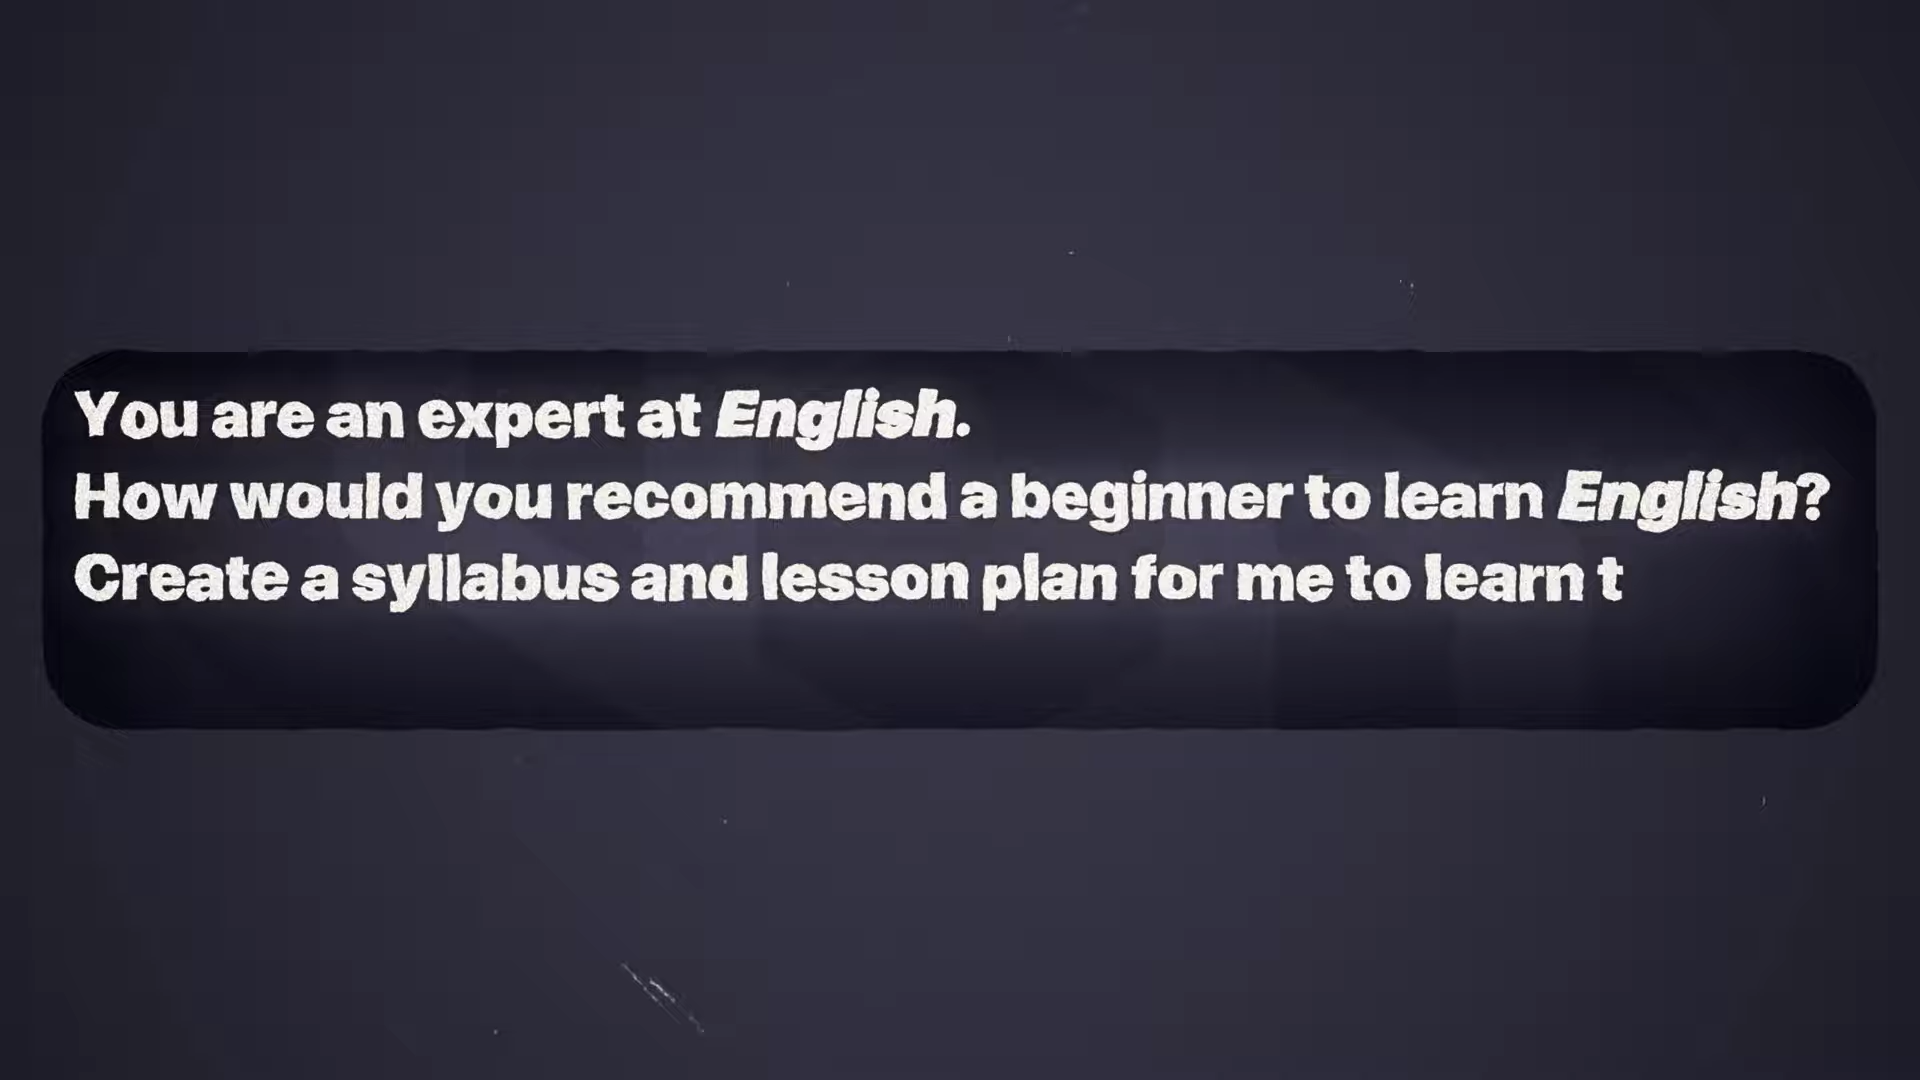 You are an expert at English.
How would you recommend a beginner to learn English?
Create a syllabus and lesson plan for me to learn t